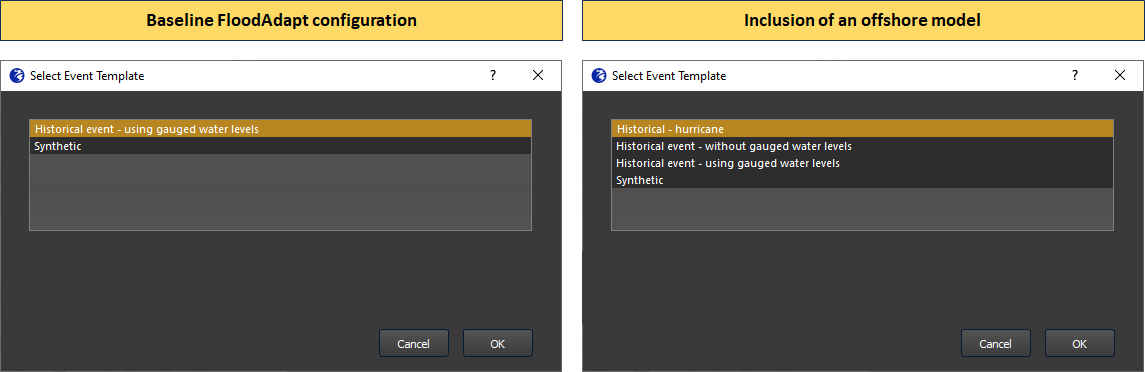 Baseline FloodAdapt configuration
Select Event Template
?
Historical event - using gauged water levels
Synthetic
Cancel
OK
Inclusion of an offshore model
Select Event Template
?
Historical - hurricane
Historical event - without gauged water levels
Historical event - using gauged water levels
Synthetic
Cancel
OK